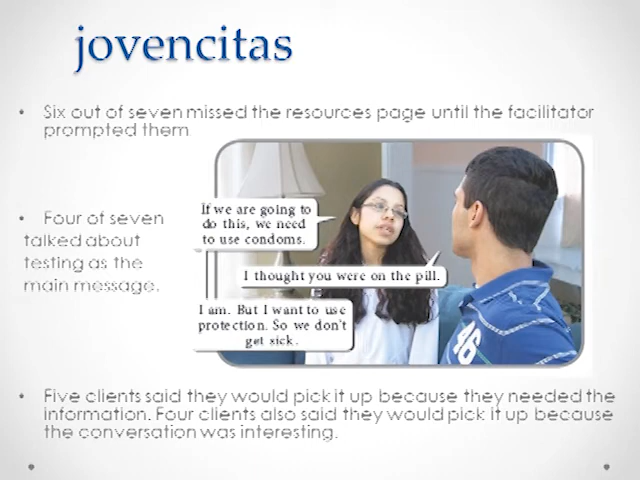 jovencitas
• Six out of seven missed the resources page until the facilitator
prompted them
If we are going to
do this, we need
to use condoms.
I thought you were on the pill.
I am. But I want to use
protection. So we don't
get sick.
• Four of seven
talked about
testing as the
main message.
• Five clients said they would pick it up because they needed the
information. Four clients also said they would pick it up because
the conversation was interesting.
46